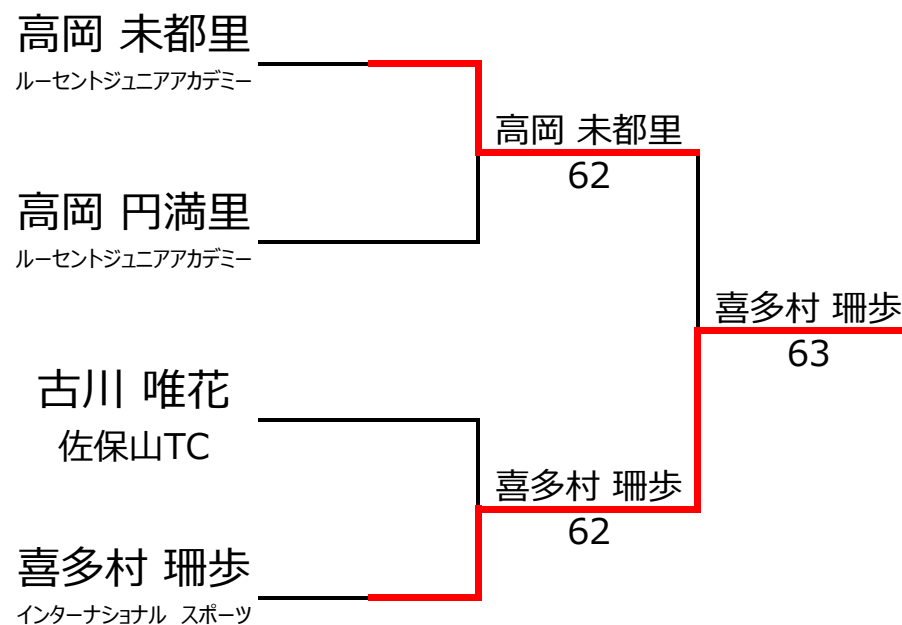 高岡 未都里
ルーセントジュニアアカデミー
高岡 未都里
62
高岡 円満里
ルーセントジュニアアカデミー
喜多村 珊歩
63
古川 唯花
佐保山TC
喜多村 珊歩
62
喜多村 珊歩
インターナショナル スポーツ